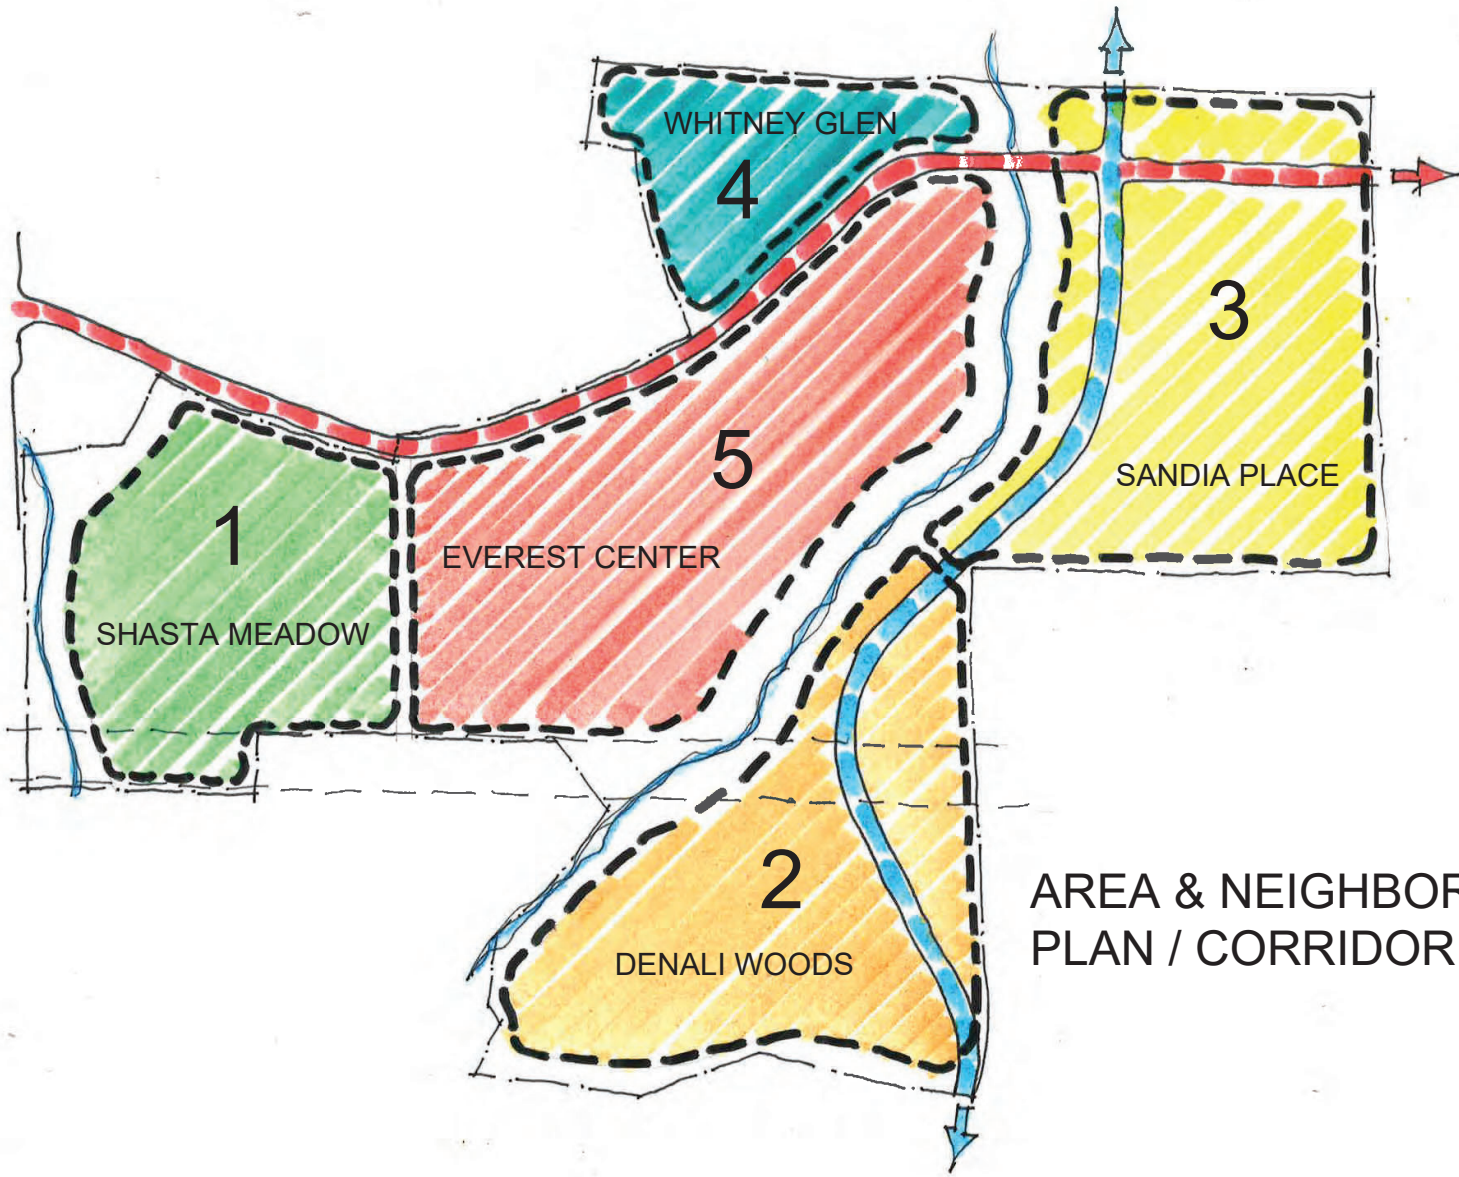 WHITNEY GLEN
4
3
5
SANDIA PLACE
1
EVEREST CENTER
SHASTA MEADOW
2
AREA & NEIGHBOR
PLAN / CORRIDOR
DENALI WOODS